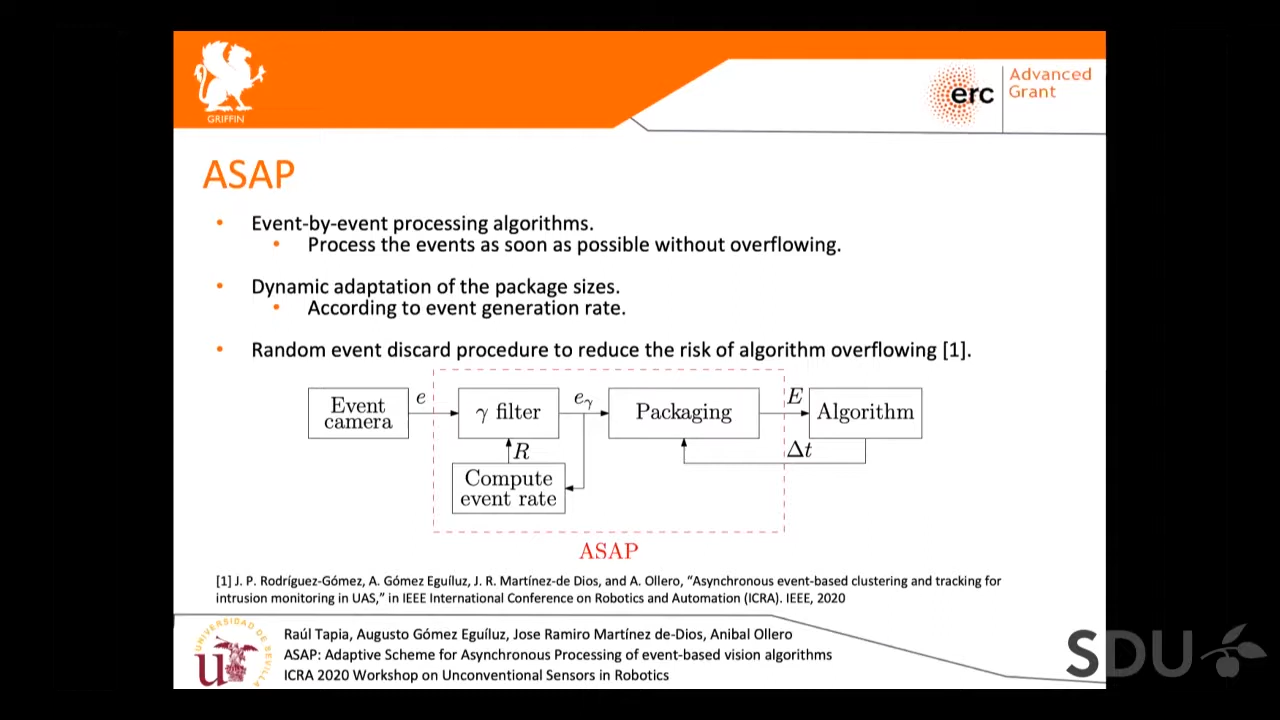 GRIFFIN
erc
Advanced
Grant
ASAP
• Event-by-event processing algorithms.
• Process the events as soon as possible without overflowing.
• Dynamic adaptation of the package sizes.
• According to event generation rate.
• Random event discard procedure to reduce the risk of algorithm overflowing [1].
Event
camera
e
γ filter
eγ
Packaging
E
Algorithm
R
Δt
Compute
event rate
ASAP
[1] J. P. Rodríguez-Gómez, A. Gómez Eguíluz, J. R. Martínez-de Dios, and A. Ollero, “Asynchronous event-based clustering and tracking for
intrusion monitoring in UAS,” in IEEE International Conference on Robotics and Automation (ICRA). IEEE, 2020
UNIVERSIDAD DE SEVILLA
Raúl Tapia, Augusto Gómez Eguíluz, Jose Ramiro Martínez de-Dios, Anibal Ollero
ASAP: Adaptive Scheme for Asynchronous Processing of event-based vision algorithms
ICRA 2020 Workshop on Unconventional Sensors in Robotics
SDU